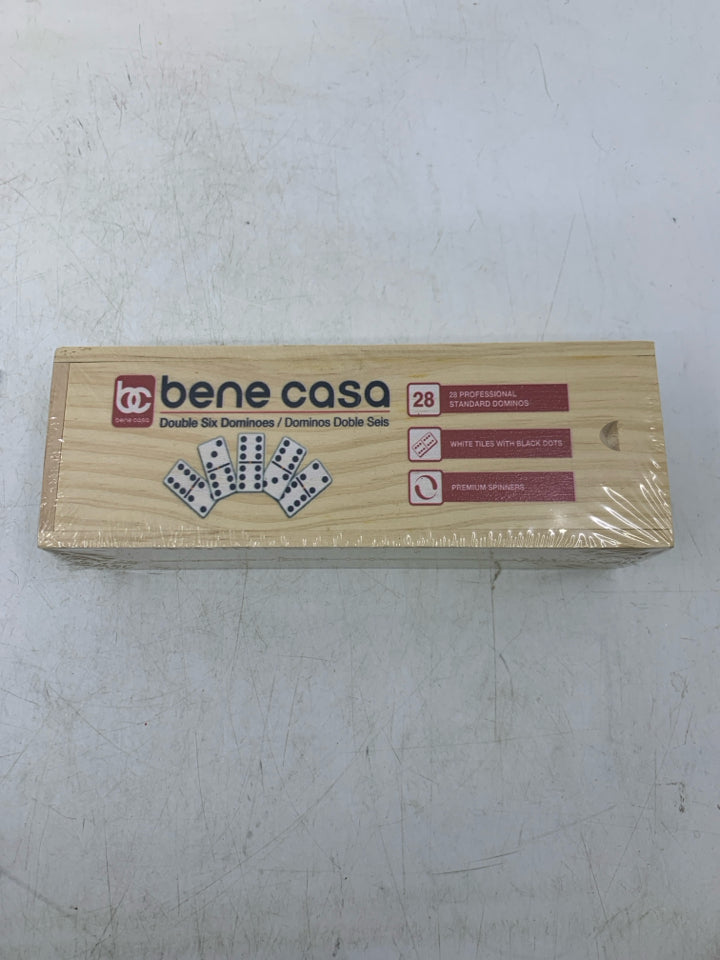 bc
bene casa
bene casa
Double Six Dominoes / Dominos Doble Seis
28
28 PROFESSIONAL
STANDARD DOMINOS
WHITE TILES WITH BLACK DOTS
PREMIUM SPINNERS